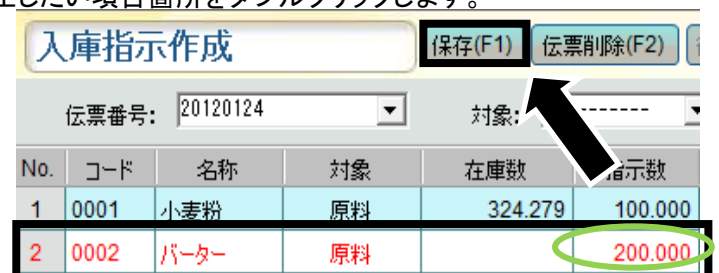 したい項目箇所をダブルクリックします。
入庫指示作成 保存(F1) 伝票削除(F2)
伝票番号: 20120124 対象: -------
No. コード 名称 対象 在庫数 指示数
1 0001 小麦粉 原料 324.279 100.000
2 0002 バーター 原料 200.000